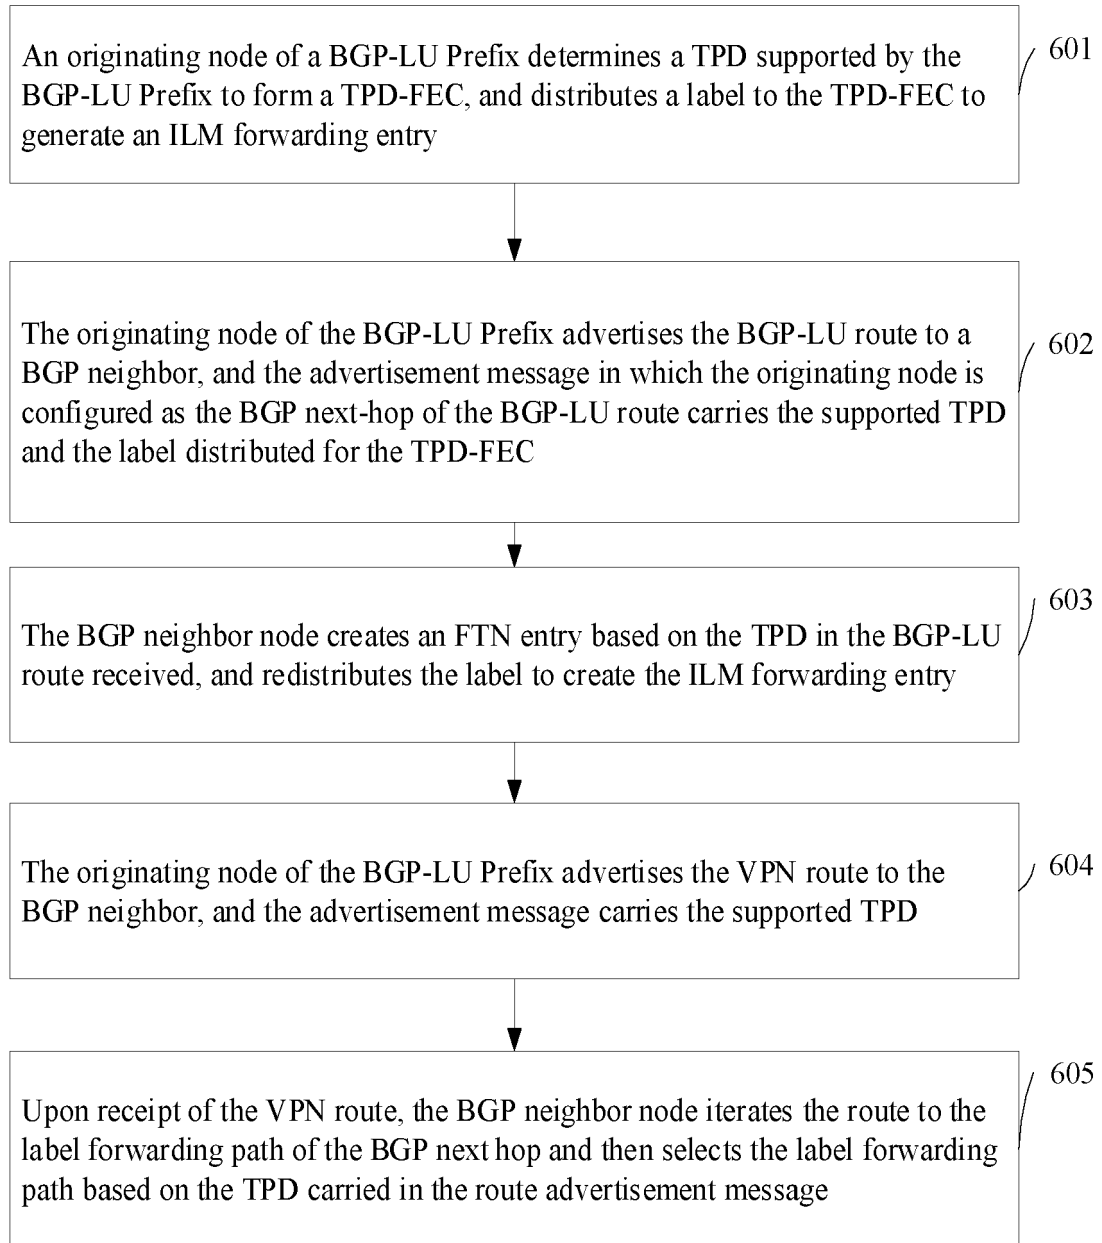 An originating node of a BGP-LU Prefix determines a TPD supported by the
BGP-LU Prefix to form a TPD-FEC, and distributes a label to the TPD-FEC to
generate an ILM forwarding entry
601
The originating node of the BGP-LU Prefix advertises the BGP-LU route to a
BGP neighbor, and the advertisement message in which the originating node is
configured as the BGP next-hop of the BGP-LU route carries the supported TPD
and the label distributed for the TPD-FEC
602
The BGP neighbor node creates an FTN entry based on the TPD in the BGP-LU
route received, and redistributes the label to create the ILM forwarding entry
603
The originating node of the BGP-LU Prefix advertises the VPN route to the
BGP neighbor, and the advertisement message carries the supported TPD
604
Upon receipt of the VPN route, the BGP neighbor node iterates the route to the
label forwarding path of the BGP next hop and then selects the label forwarding
path based on the TPD carried in the route advertisement message
605